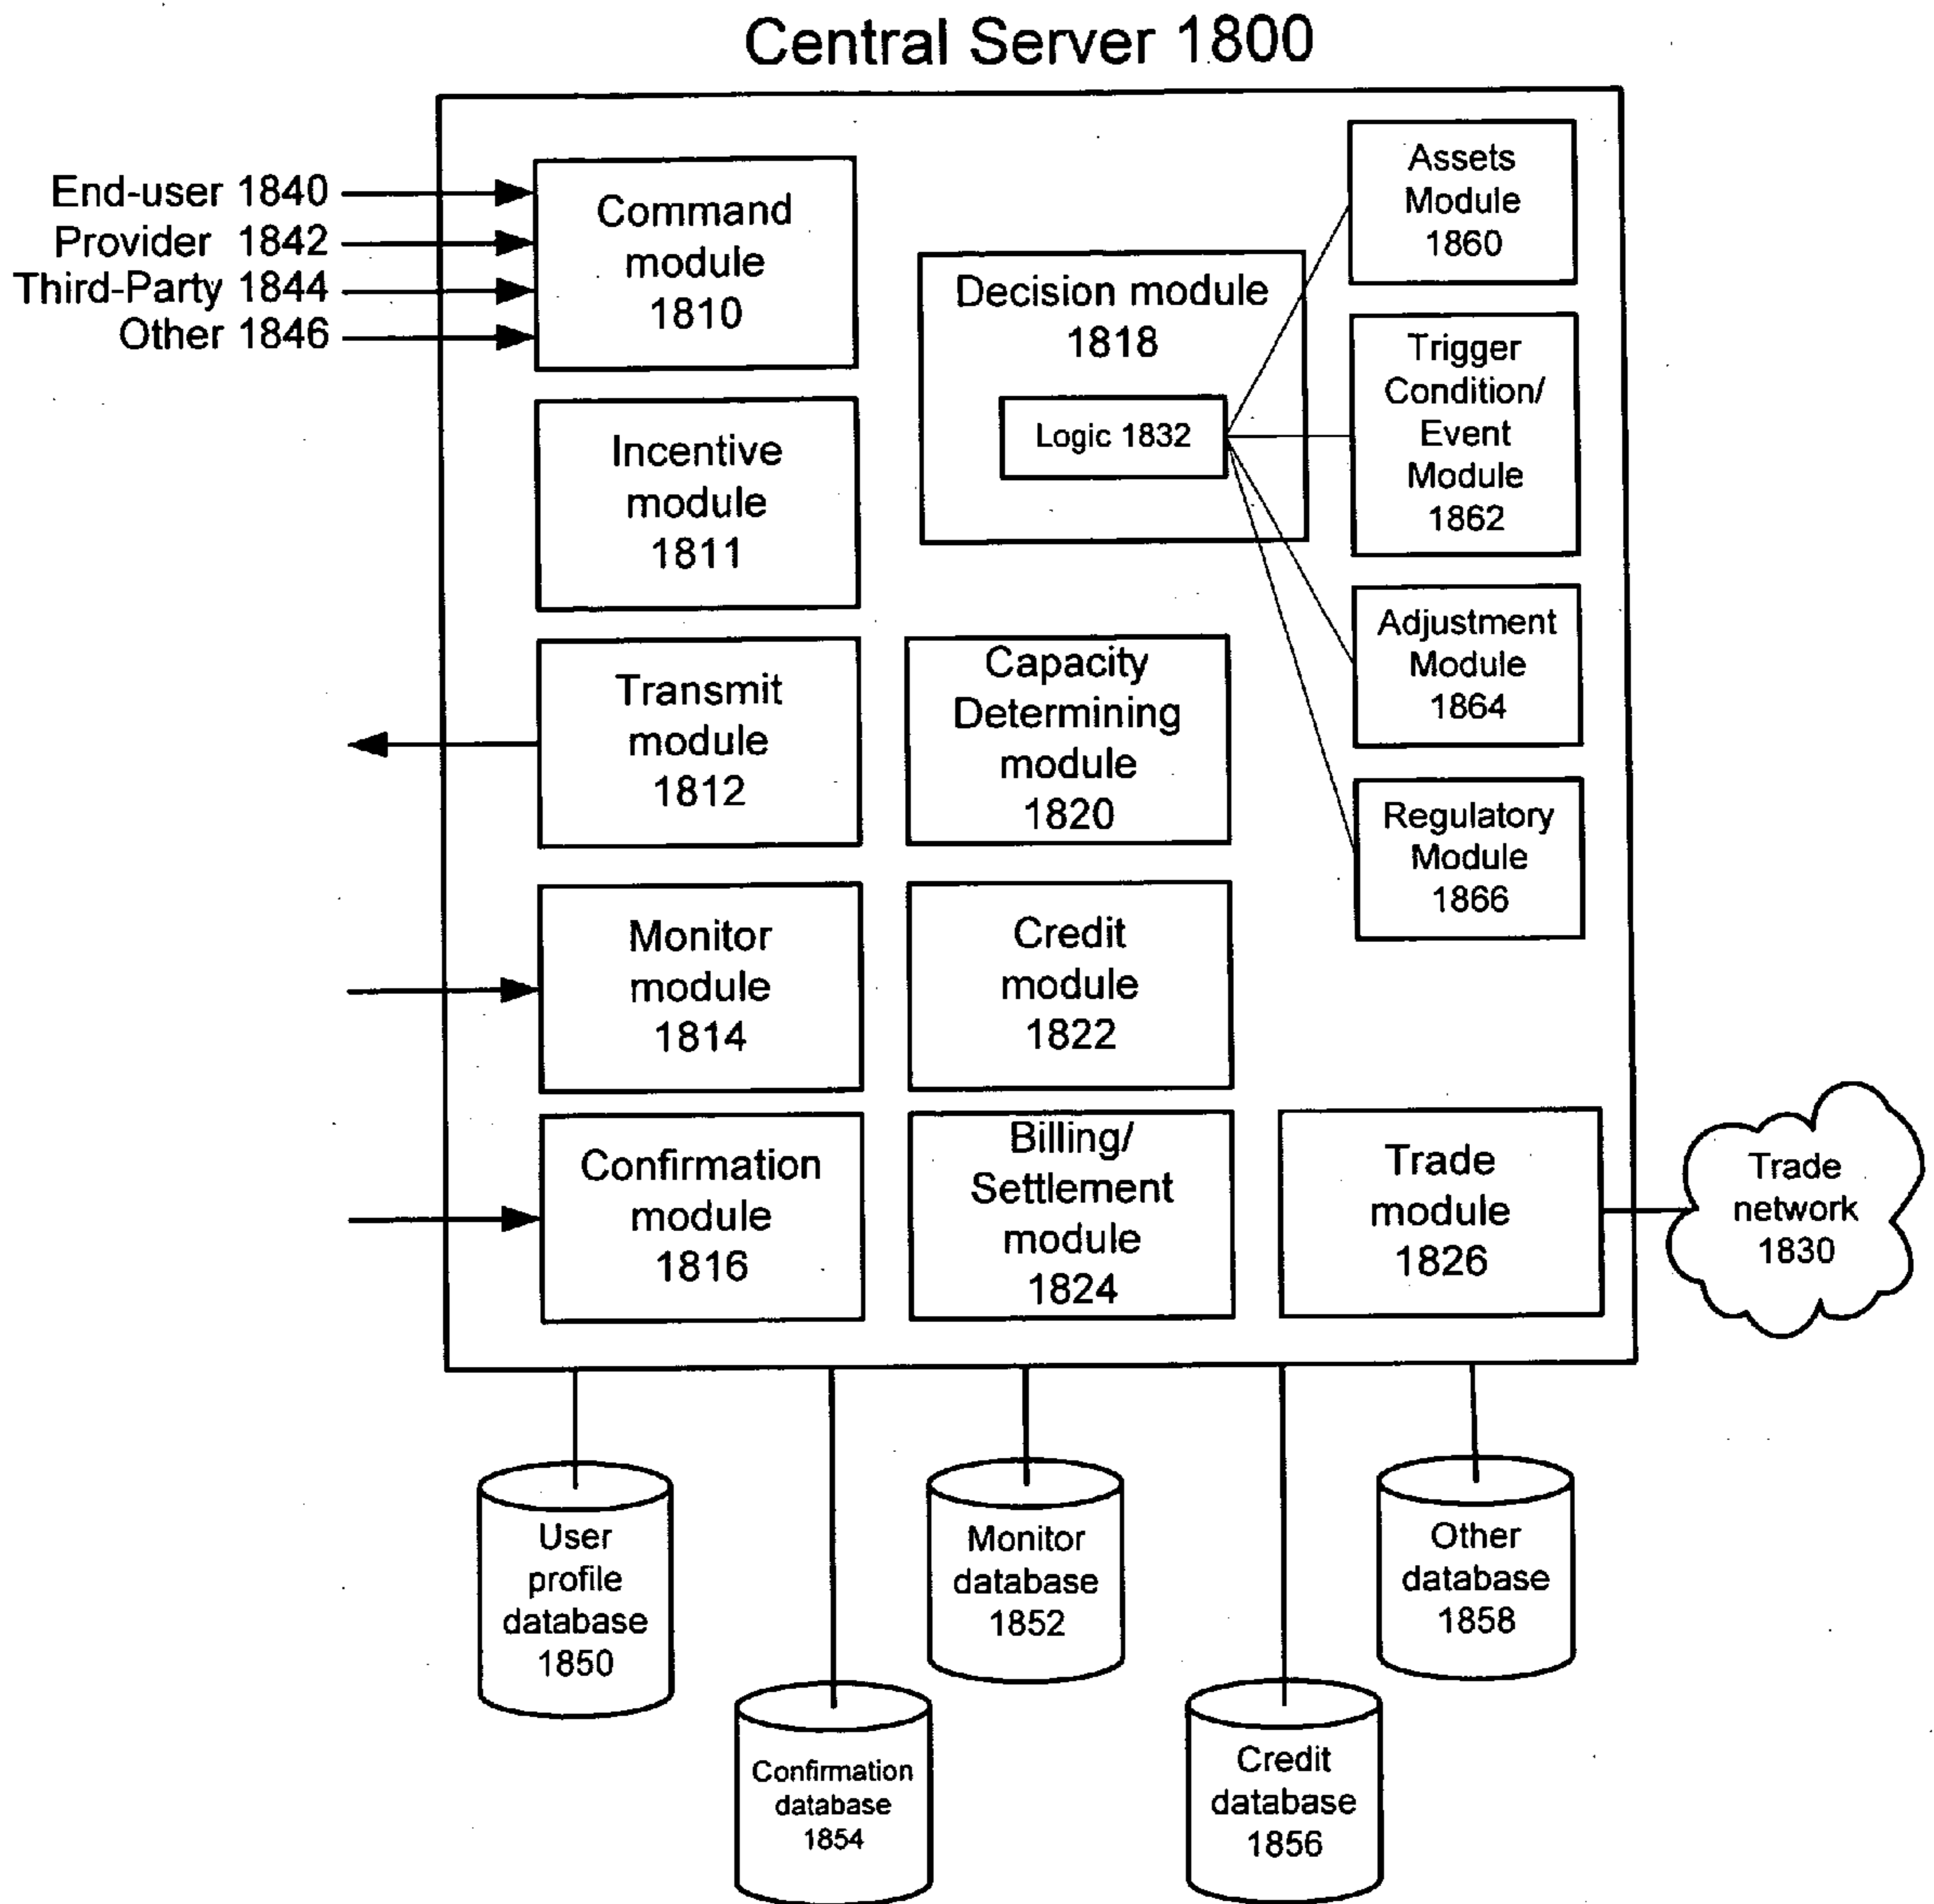 Central Server 1800
End-user 1840
Provider 1842
Third-Party 1844
Other 1846
Command
module
1810
Incentive
module
1811
Transmit
module
1812
Monitor
module
1814
Confirmation
module
1816
Decision module
1818
Logic 1832
Capacity
Determining
module
1820
Credit
module
1822
Billing/
Settlement
module
1824
Assets
Module
1860
Trigger
Condition/
Event
Module
1862
Adjustment
Module
1864
Regulatory
Module
1866
Trade
module
1826
Trade
network
1830
User
profile
database
1850
Confirmation
database
1854
Monitor
database
1852
Credit
database
1856
Other
database
1858